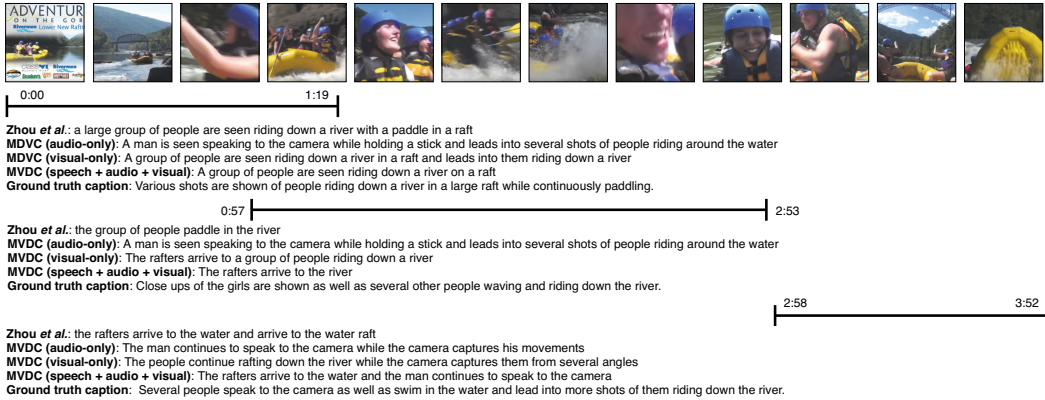 ADVENTUR
ON THE GOR
Rivermen Lower New Raft
Rivermen
0:00 1:19
Zhou et al.: a large group of people are seen riding down a river with a paddle in a raft
MDVC (audio-only): A man is seen speaking to the camera while holding a stick and leads into several shots of people riding around the water
MDVC (visual-only): A group of people are seen riding down a river in a raft and leads into them riding down a river
MVDC (speech + audio + visual): A group of people are seen riding down a river on a raft
Ground truth caption: Various shots are shown of people riding down a river in a large raft while continuously paddling.
0:57 2:53
Zhou et al.: the group of people paddle in the river
MVDC (audio-only): A man is seen speaking to the camera while holding a stick and leads into several shots of people riding around the water
MVDC (visual-only): The rafters arrive to a group of people riding down a river
MVDC (speech + audio + visual): The rafters arrive to the river
Ground truth caption: Close ups of the girls are shown as well as several other people waving and riding down the river.
2:58 3:52
Zhou et al.: the rafters arrive to the water and arrive to the water raft
MVDC (audio-only): The man continues to speak to the camera while the camera captures his movements
MVDC (visual-only): The people continue rafting down the river while the camera captures them from several angles
MVDC (speech + audio + visual): The rafters arrive to the water and the man continues to speak to the camera
Ground truth caption: Several people speak to the camera as well as swim in the water and lead into more shots of them riding down the river.